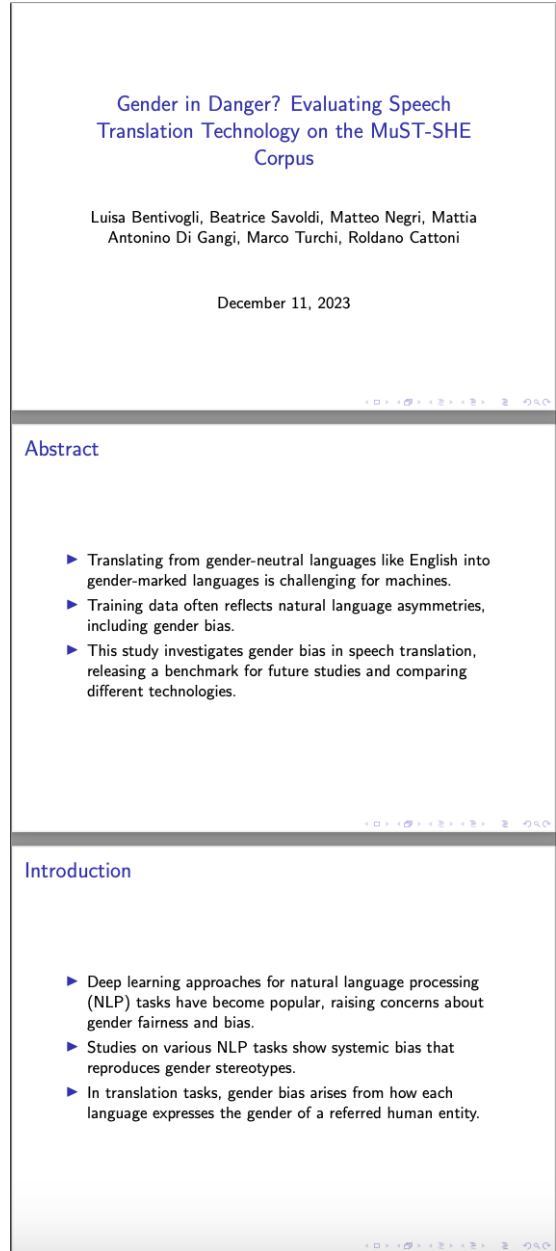 Gender in Danger? Evaluating Speech
Translation Technology on the MuST-SHE
Corpus
Luisa Bentivogli, Beatrice Savoldi, Matteo Negri, Mattia
Antonino Di Gangi, Marco Turchi, Roldano Cattoni
December 11, 2023
Abstract
▶ Translating from gender-neutral languages like English into
gender-marked languages is challenging for machines.
▶ Training data often reflects natural language asymmetries,
including gender bias.
▶ This study investigates gender bias in speech translation,
releasing a benchmark for future studies and comparing
different technologies.
Introduction
▶ Deep learning approaches for natural language processing
(NLP) tasks have become popular, raising concerns about
gender fairness and bias.
▶ Studies on various NLP tasks show systemic bias that
reproduces gender stereotypes.
▶ In translation tasks, gender bias arises from how each
language expresses the gender of a referred human entity.